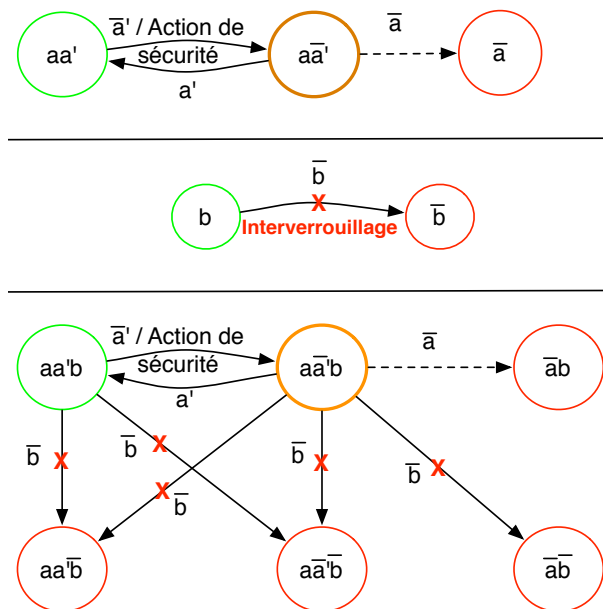 a̅' / Action de
sécurité
a'
aa'
aa̅'
a̅
a̅
b̅
b
Interverrouillage
b̅
a̅' / Action de
sécurité
a'
aa'b
aa̅'b
a̅
a̅b
b̅
b̅
b̅
b̅
b̅
aa'b̅
aa̅'b̅
a̅b̅